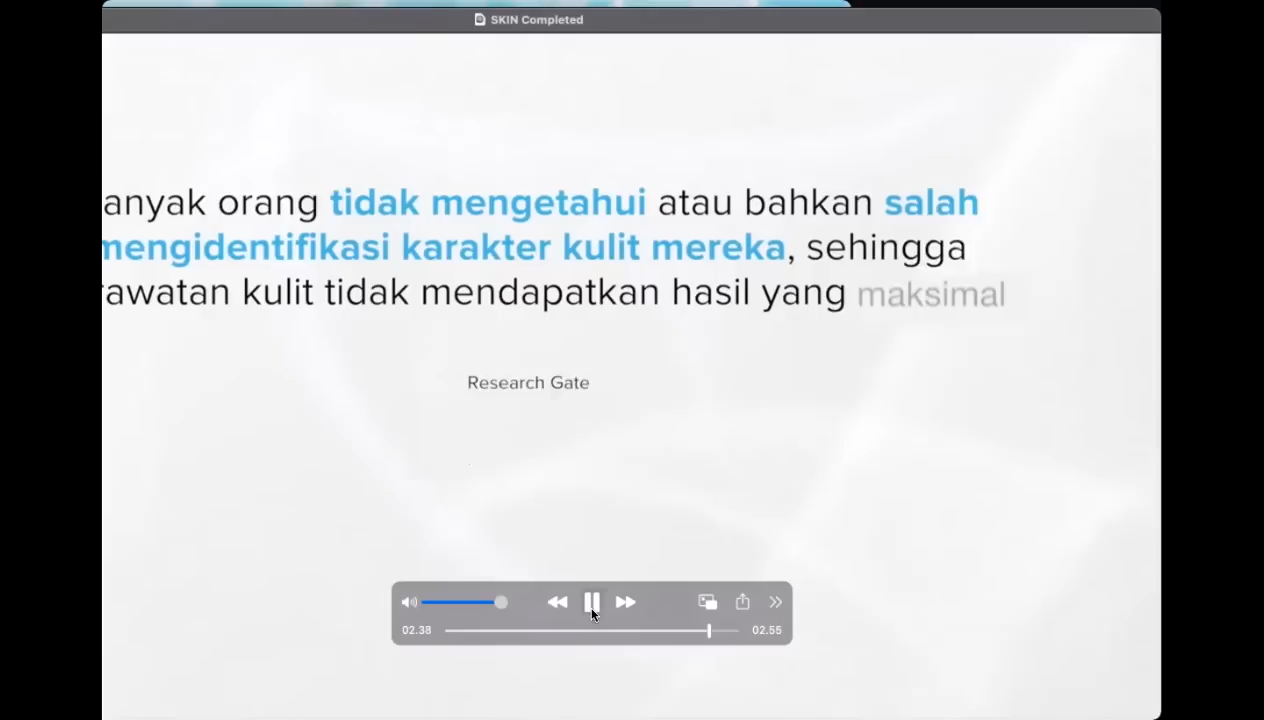 SKIN Completed
anyak orang tidak mengetahui atau bahkan salah
mengidentifikasi karakter kulit mereka, sehingga
rawatan kulit tidak mendapatkan hasil yang maksimal
Research Gate
02.38
02.55